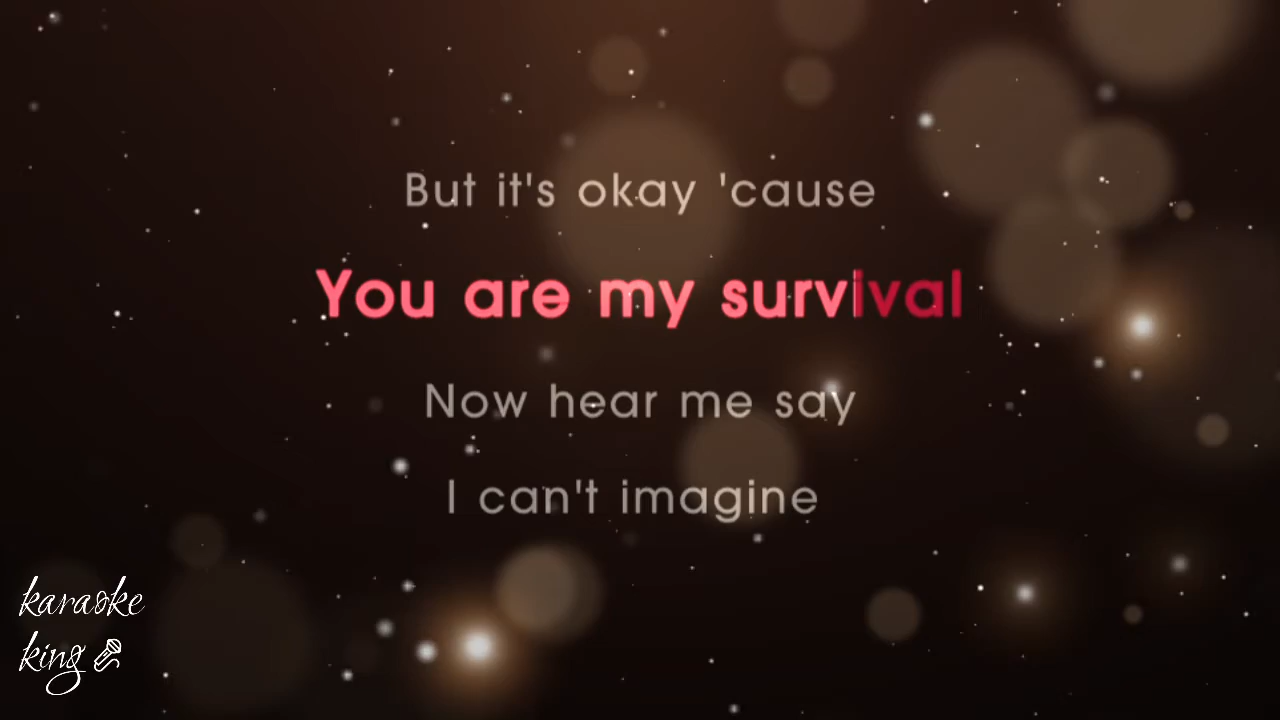 But it's okay 'cause
You are my survival
Now hear me say
I can't imagine
karaoke
king